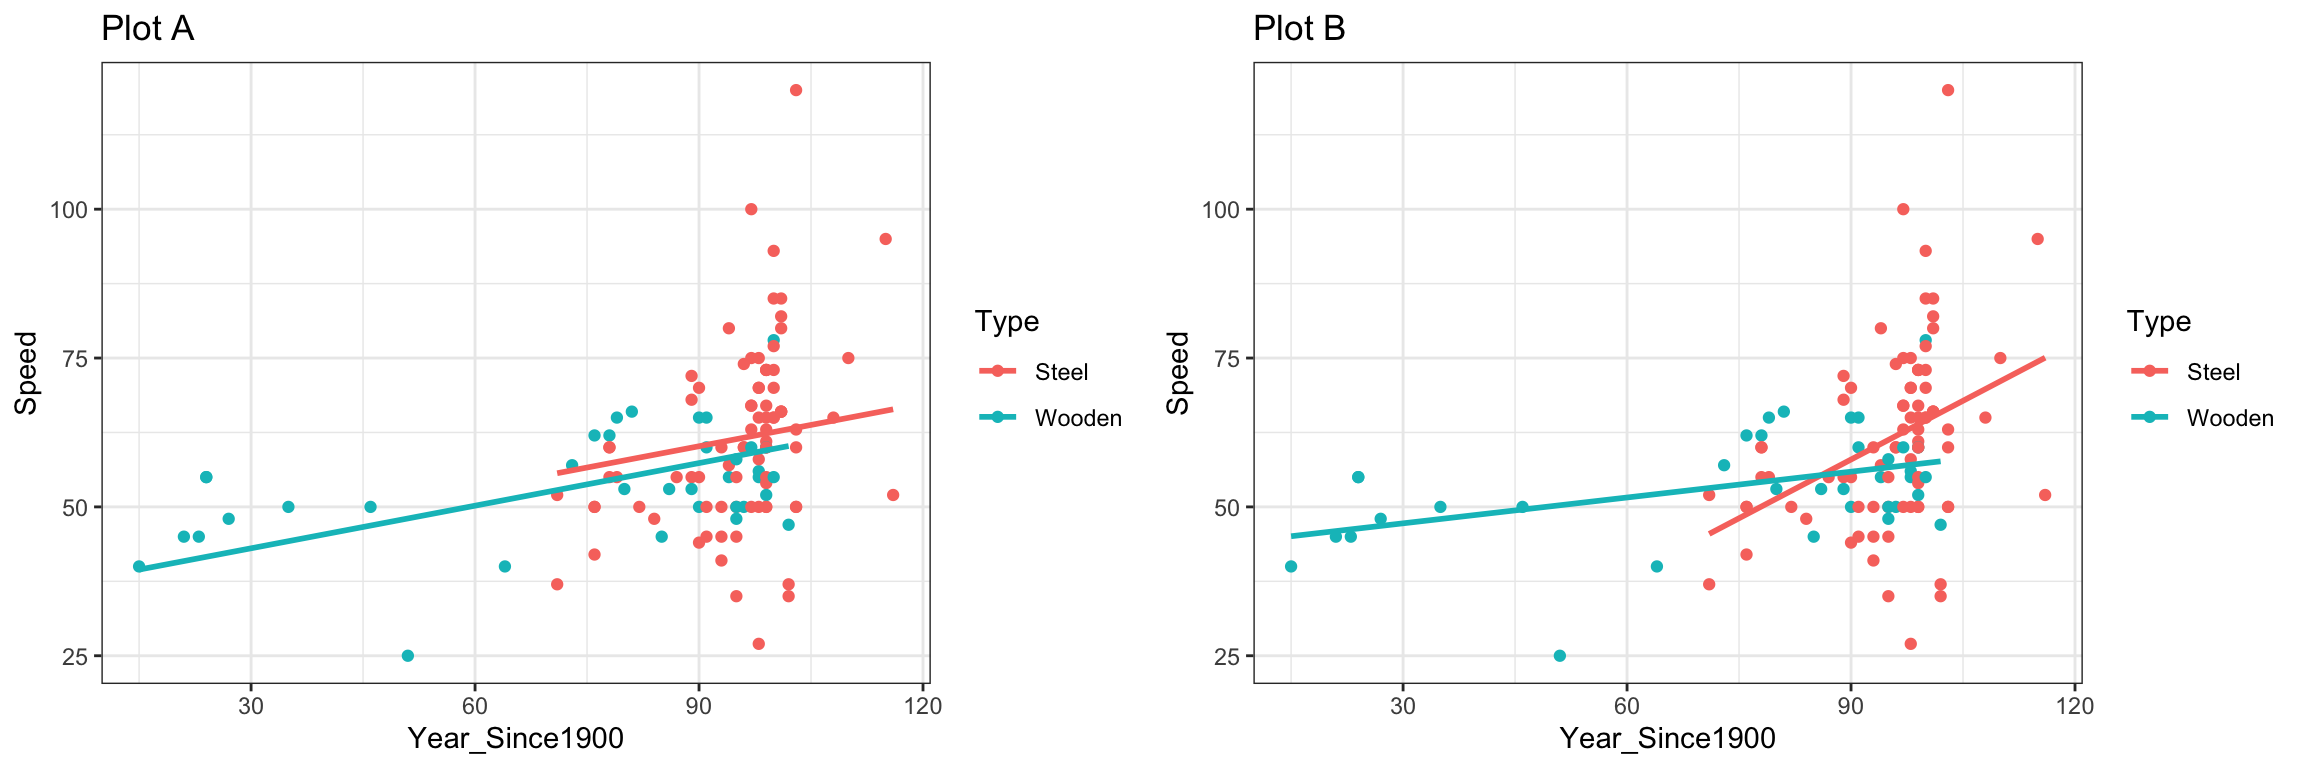 Plot A
100
75
50
25
Speed
30
60
90
120
Year_Since1900
Type
Steel
Wooden
Plot B
100
75
50
25
Speed
30
60
90
120
Year_Since1900
Type
Steel
Wooden